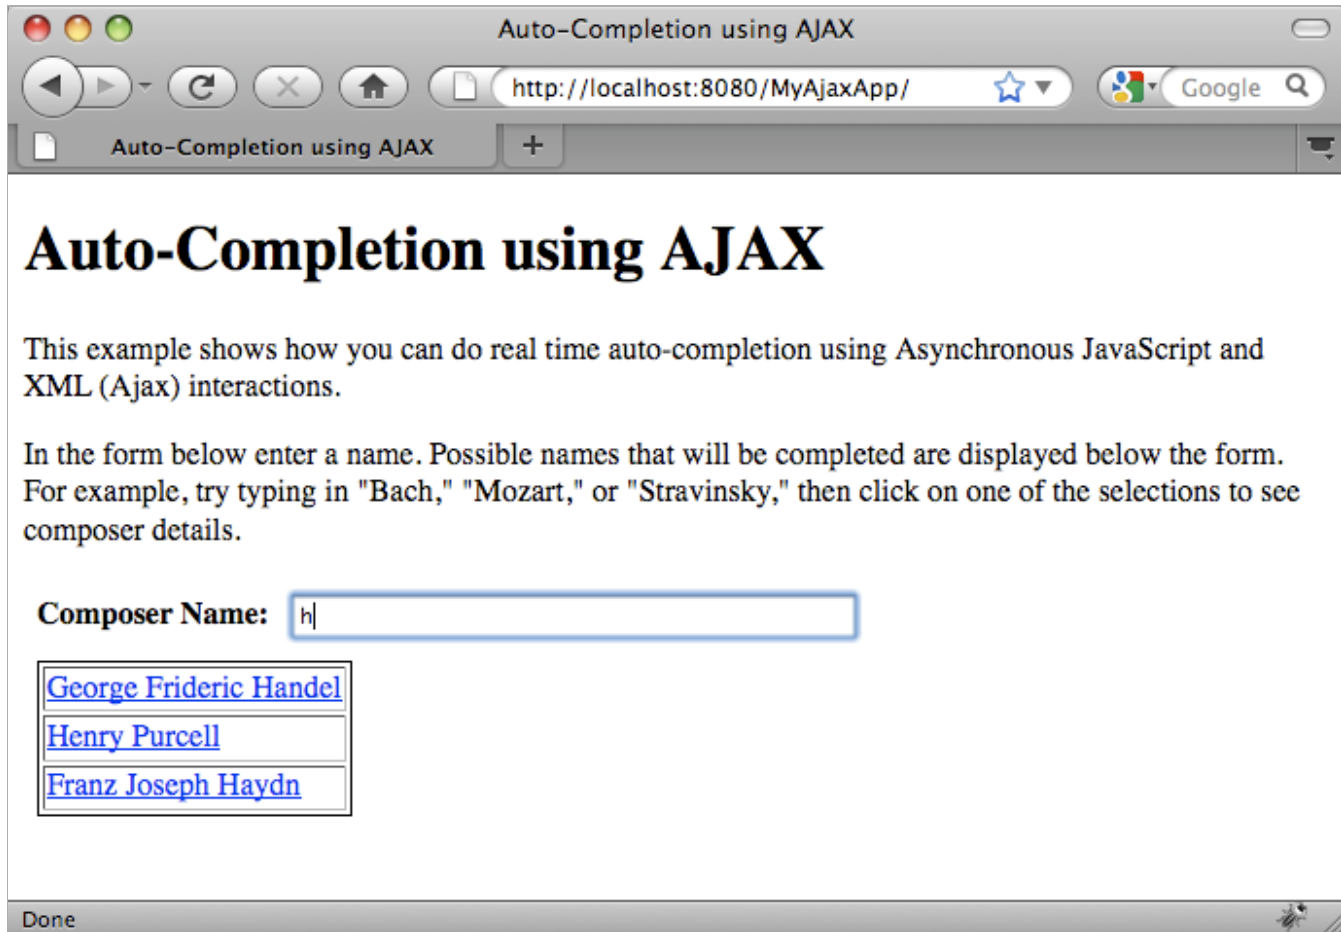 Auto-Completion using AJAX
http://localhost:8080/MyAjaxApp/
Google
Auto-Completion using AJAX
+
Auto-Completion using AJAX
This example shows how you can do real time auto-completion using Asynchronous JavaScript and
XML (Ajax) interactions.
In the form below enter a name. Possible names that will be completed are displayed below the form.
For example, try typing in "Bach," "Mozart," or "Stravinsky," then click on one of the selections to see
composer details.
Composer Name: h
George Frideric Handel
Henry Purcell
Franz Joseph Haydn
Done